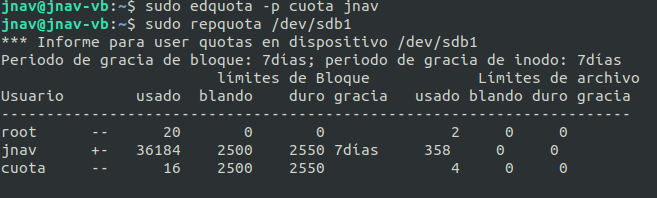 jnav@jnav-vb:~$ sudo edquota -p cuota jnav
jnav@jnav-vb:~$ sudo repquota /dev/sdb1
*** Informe para user quotas en dispositivo /dev/sdb1
Periodo de gracia de bloque: 7días; periodo de gracia de inodo: 7días
                        límites de Bloque            Límites de archivo
Usuario         usado  blando    duro gracia   usado blando duro gracia
----------------------------------------------------------------------
root      --      20       0       0              2     0     0
jnav      +-   36184    2500    2550 7días     358     0     0
cuota     --      16    2500    2550              4     0     0